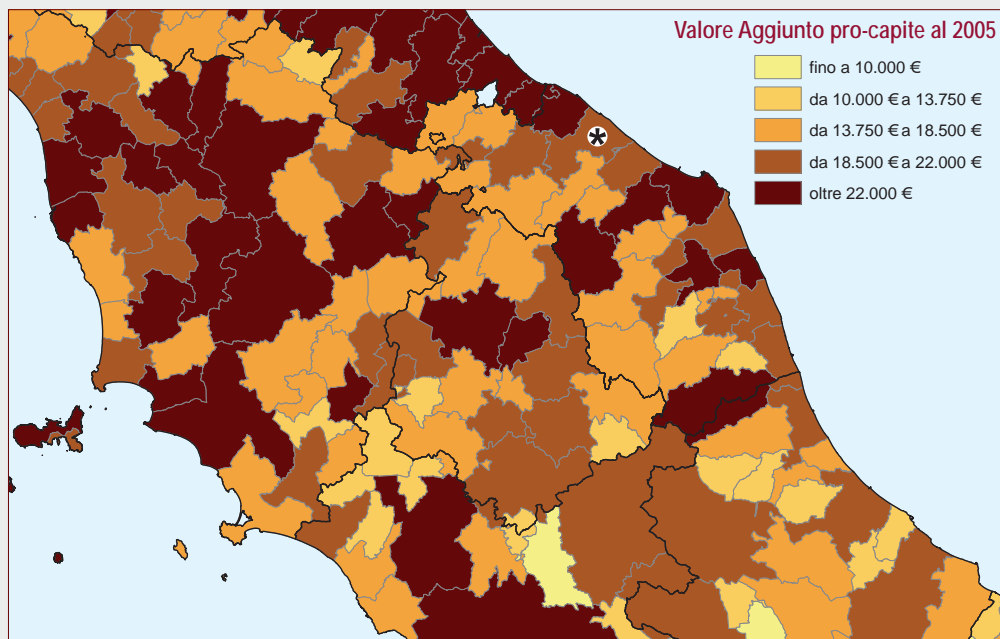 Valore Aggiunto pro-capite al 2005
fino a 10.000 €
da 10.000 € a 13.750 €
da 13.750 € a 18.500 €
da 18.500 € a 22.000 €
oltre 22.000 €
*